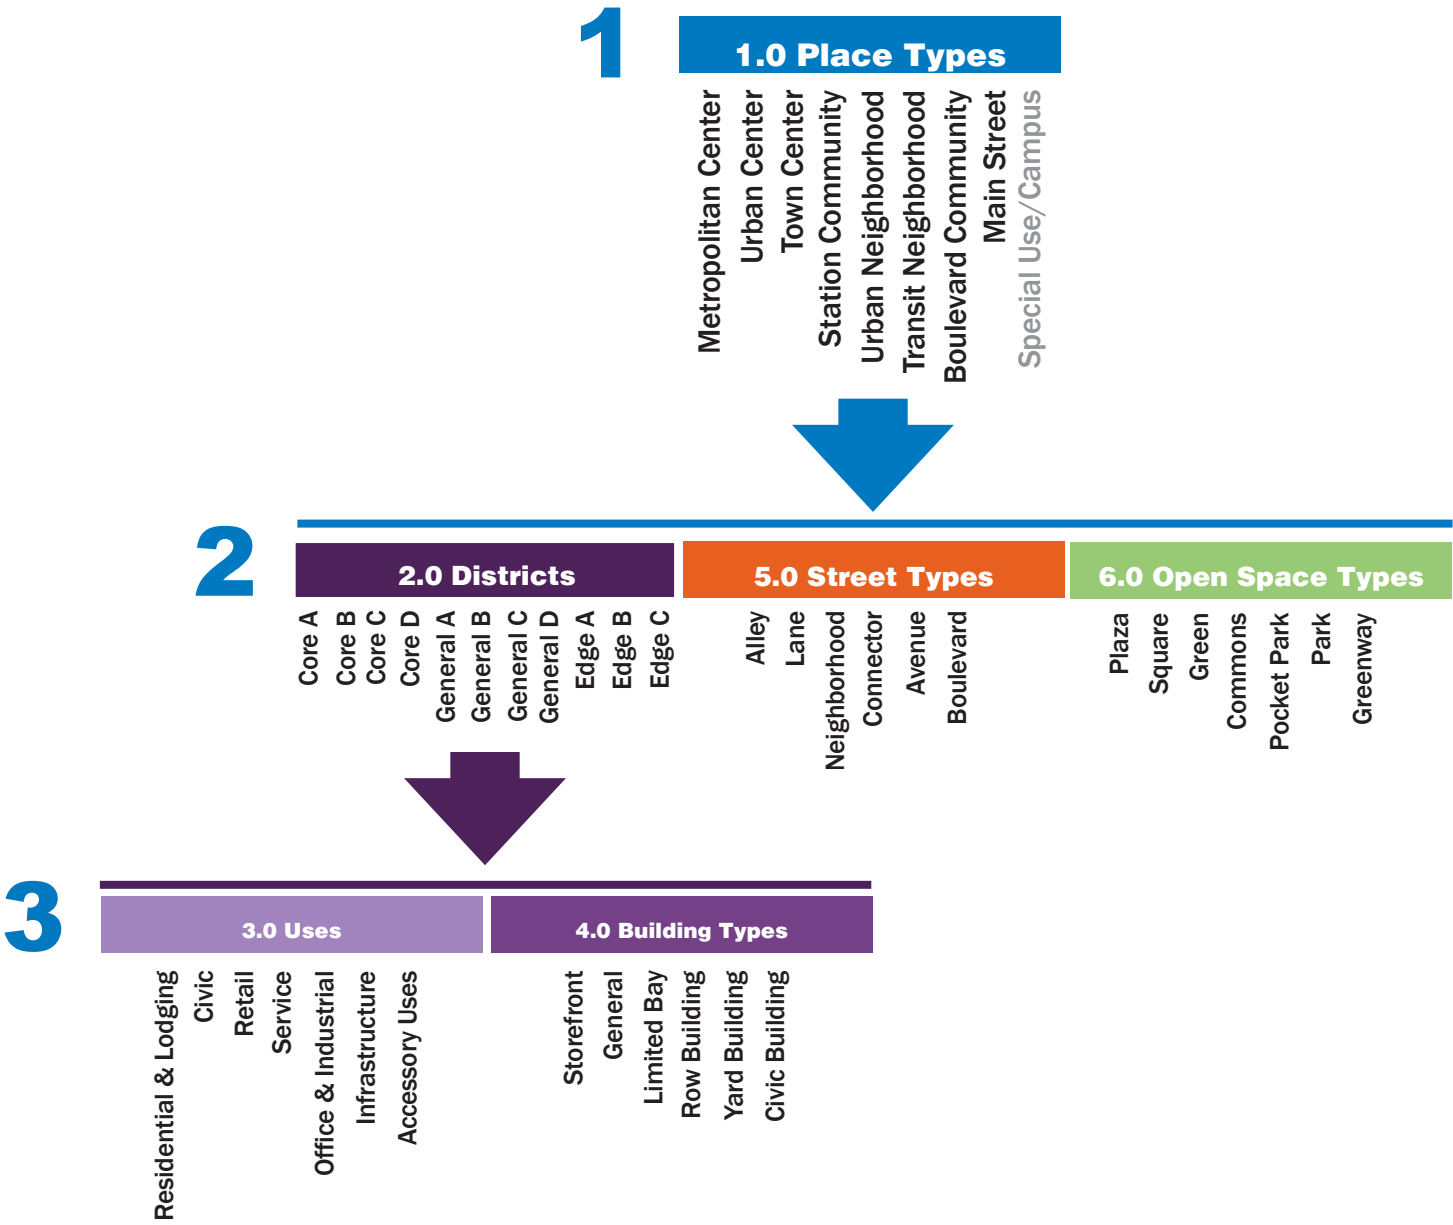 1
1.0 Place Types
Metropolitan Center
Urban Center
Town Center
Station Community
Urban Neighborhood
Transit Neighborhood
Boulevard Community
Main Street
Special Use/Campus
2
2.0 Districts
Core A
Core B
Core C
Core D
General A
General B
General C
General D
Edge A
Edge B
Edge C
5.0 Street Types
Alley
Lane
Neighborhood
Connector
Avenue
Boulevard
6.0 Open Space Types
Plaza
Square
Green
Commons
Pocket Park
Park
Greenway
3
3.0 Uses
Residential & Lodging
Civic
Retail
Service
Office & Industrial
Infrastructure
Accessory Uses
4.0 Building Types
Storefront
General
Limited Bay
Row Building
Yard Building
Civic Building